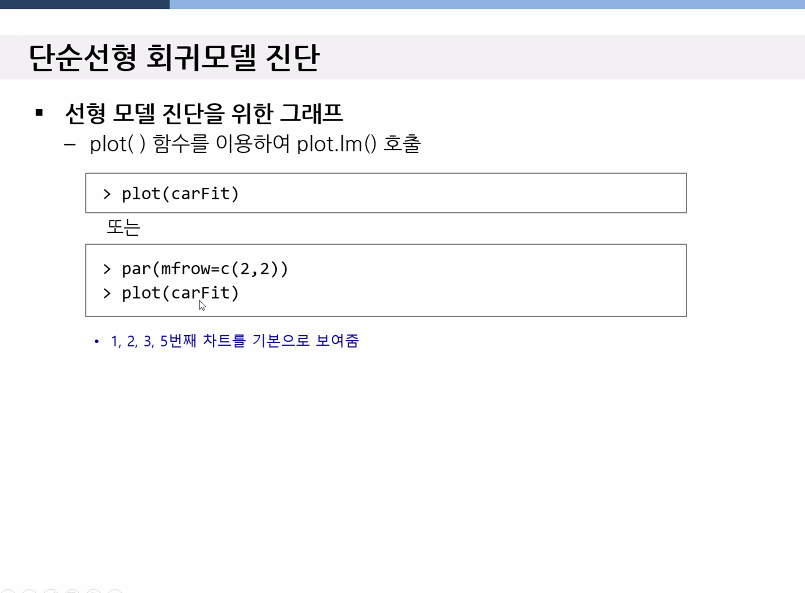 단순선형 회귀모델 진단
▪ 선형 모델 진단을 위한 그래프
– plot( ) 함수를 이용하여 plot.lm() 호출
> plot(carFit)
또는
> par(mfrow=c(2,2))
> plot(carFit)
• 1, 2, 3, 5번째 차트를 기본으로 보여줌